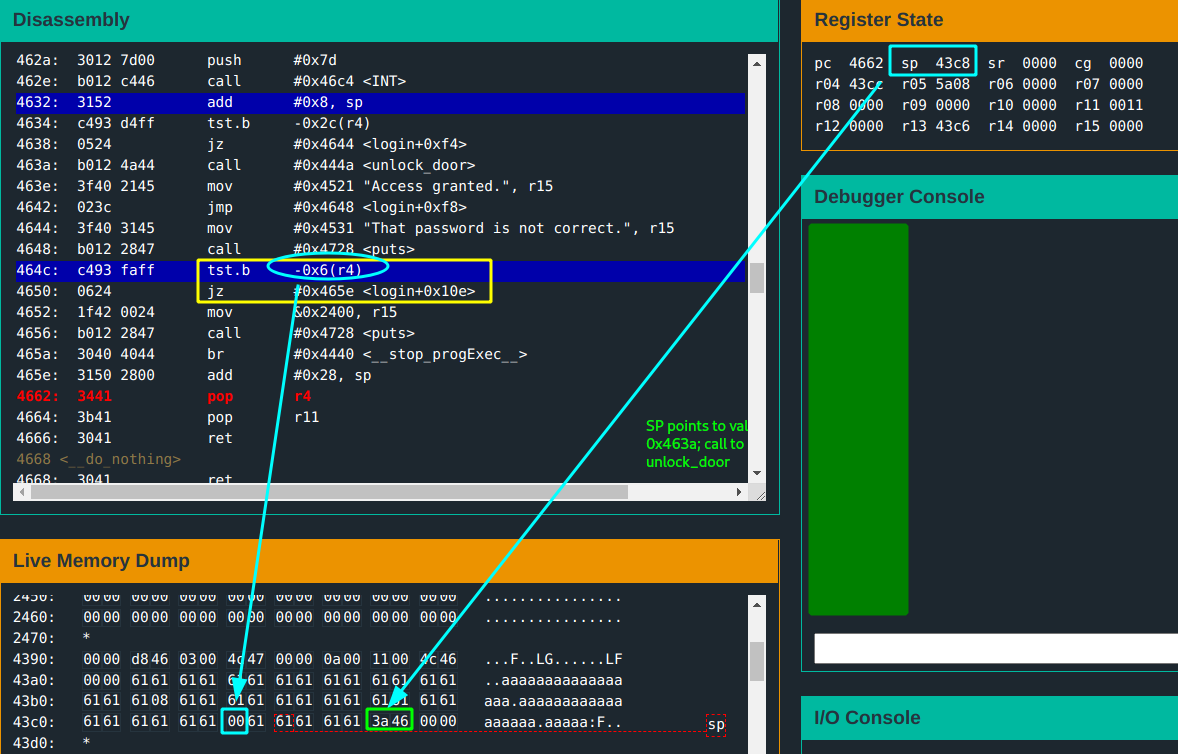 Disassembly
462a: 3012 7d00 push #0x7d
462e: b012 c446 call #0x46c4 <INT>
4632: 3152 add #0x8, sp
4634: c493 d4ff tst.b -0x2c(r4)
4638: 0524 jz #0x4644 <login+0xf4>
463a: b012 4a44 call #0x444a <unlock_door>
463e: 3f40 2145 mov #0x4521 "Access granted.", r15
4642: 023c jmp #0x4648 <login+0xf8>
4644: 3f40 3145 mov #0x4531 "That password is not correct.", r15
4648: b012 2847 call #0x4728 <puts>
464c: c493 faff tst.b -0x6(r4)
4650: 0624 jz #0x465e <login+0x10e>
4652: 1f42 0024 mov &0x2400, r15
4656: b012 2847 call #0x4728 <puts>
465a: 3040 4044 br #0x4440 <__stop_progExec__>
465e: 3150 2800 add #0x28, sp
4662: 3441 pop r4
4664: 3b41 pop r11
4666: 3041 ret
4668 <__do_nothing>
4668: 3041 ret
SP points to val
0x463a; call to
unlock_door
Register State
pc 4662 sp 43c8 sr 0000 cg 0000
r04 43cc r05 5a08 r06 0000 r07 0000
r08 0000 r09 0000 r10 0000 r11 0011
r12 0000 r13 43c6 r14 0000 r15 0000
Debugger Console
Live Memory Dump
2450: 0000 0000 0000 0000 0000 0000 0000 0000 ................
2460: 0000 0000 0000 0000 0000 0000 0000 0000 ................
2470: *
4390: 0000 d846 0300 4c47 0000 0a00 1100 4c46 ...F..LG......LF
43a0: 0000 6161 6161 6161 6161 6161 6161 6161 ..aaaaaaaaaaaaaa
43b0: 6161 6108 6161 6161 6161 6161 6161 6161 aaa.aaaaaaaaaaaa
43c0: 6161 6161 6161 0061 6161 6161 3a46 0000 aaaaaa.aaaaa:F..
sp
43d0: *
I/O Console